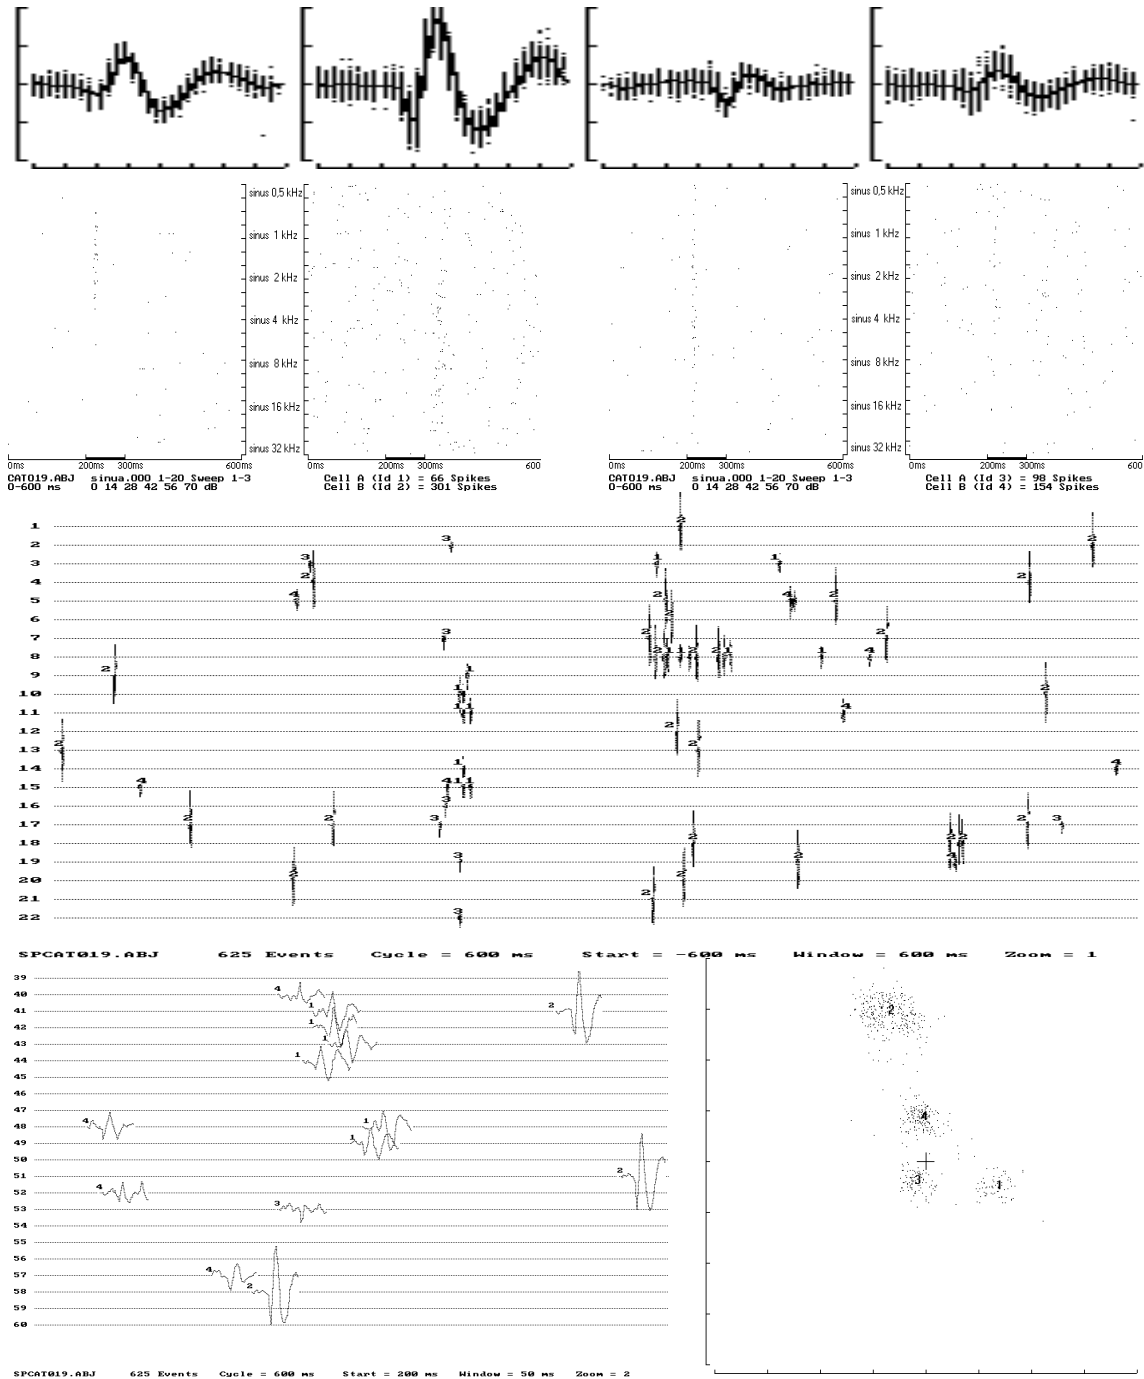 sinus 0,5 kHz
sinus 1 kHz
sinus 2 kHz
sinus 4 kHz
sinus 8 kHz
sinus 16 kHz
sinus 32 kHz
sinus 0,5 kHz
sinus 1 kHz
sinus 2 kHz
sinus 4 kHz
sinus 8 kHz
sinus 16 kHz
sinus 32 kHz
0ms 200ms 300ms 600ms 0ms 200ms 300ms 600 0ms 200ms 300ms 600ms 0ms 200ms 300ms 600
CAT019.ABJ sinua.000 1-20 Sweep 1-3 Cell A (Id 1) = 66 Spikes CAT019.ABJ sinua.000 1-20 Sweep 1-3 Cell A (Id 3) = 98 Spikes
0-600 ms 0 14 28 42 56 70 dB Cell B (Id 2) = 301 Spikes 0-600 ms 0 14 28 42 56 70 dB Cell B (Id 4) = 154 Spikes
1
2
3
4
5
6
7
8
9
10
11
12
13
14
15
16
17
18
19
20
21
22
SPCAT019.ABJ 625 Events Cycle = 600 ms Start = -600 ms Window = 600 ms Zoom = 1
39
40
41
42
43
44
45
46
47
48
49
50
51
52
53
54
55
56
57
58
59
60
2
4
3
1
SPCAT019.ABJ 625 Events Cycle = 600 ms Start = 200 ms Window = 50 ms Zoom = 2